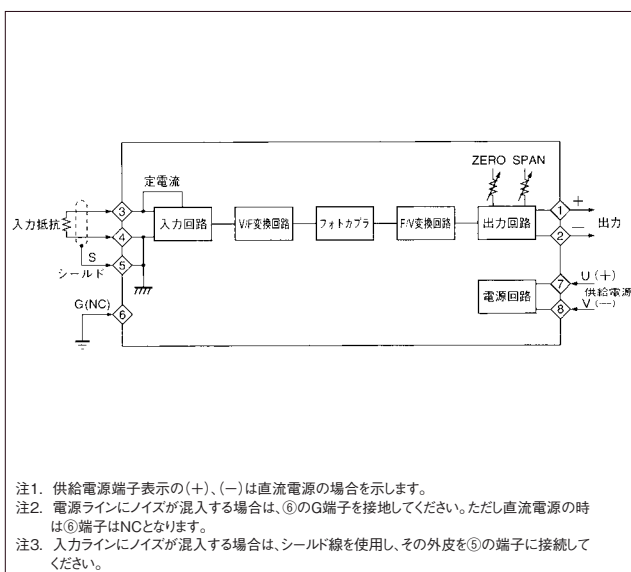 ZERO SPAN
定電流
入力抵抗
3
入力回路
V/F変換回路
フォトカプラ
F/V変換回路
出力回路
1
+
出力
4
2
−
S
シールド
5
G(NC)
6
電源回路
7
U(+)
供給電源
8
V(−)
注1. 供給電源端子表示の(+)、(−)は直流電源の場合を示します。
注2. 電源ラインにノイズが混入する場合は、⑥のG端子を接地してください。ただし直流電源の時
は⑥端子はNCとなります。
注3. 入力ラインにノイズが混入する場合は、シールド線を使用し、その外皮を⑤の端子に接続して
ください。